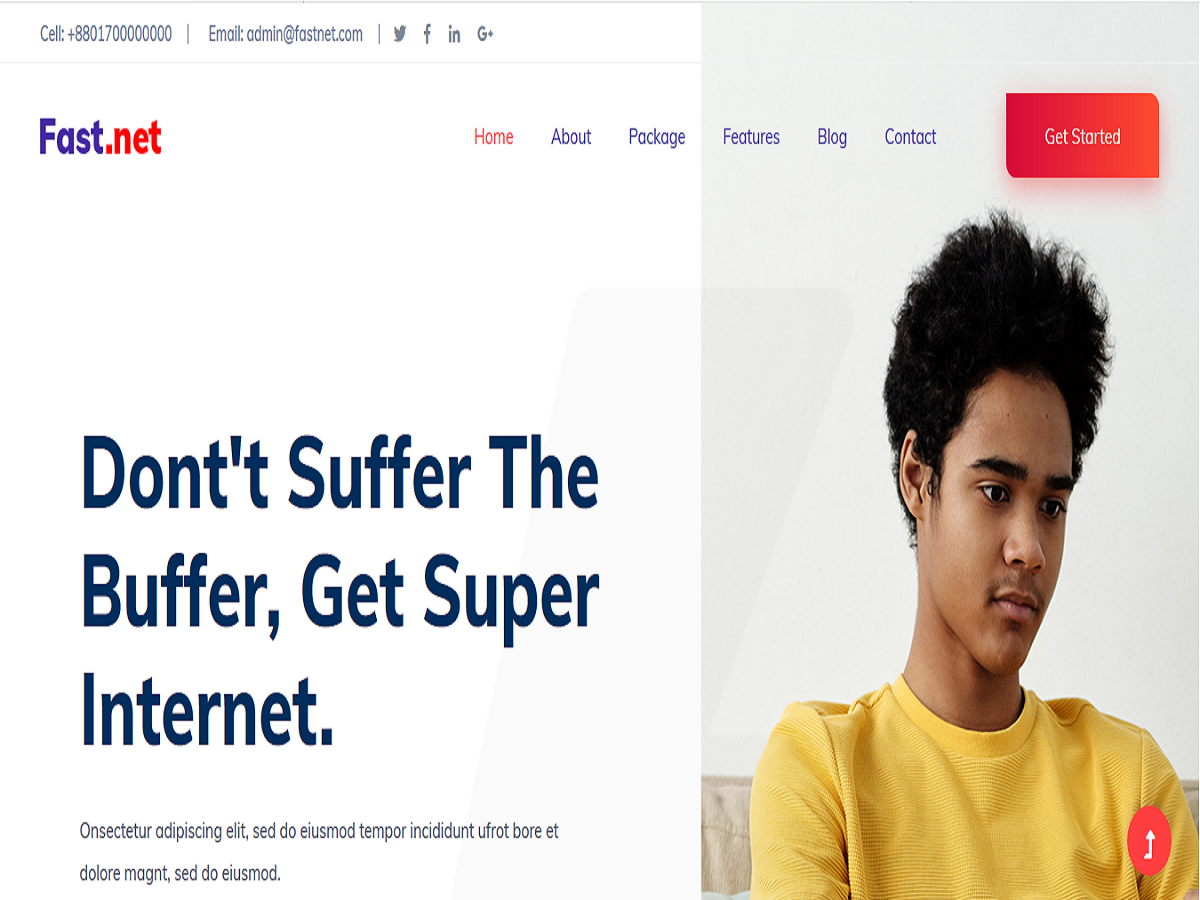 Cell: +8801700000000 | Email: admin@fastnet.com |
Fast.net
Home About Package Features Blog Contact Get Started
Dont't Suffer The
Buffer, Get Super
Internet.
Onsectetur adipiscing elit, sed do eiusmod tempor incididunt ufrot bore et
dolore magnt, sed do eiusmod.